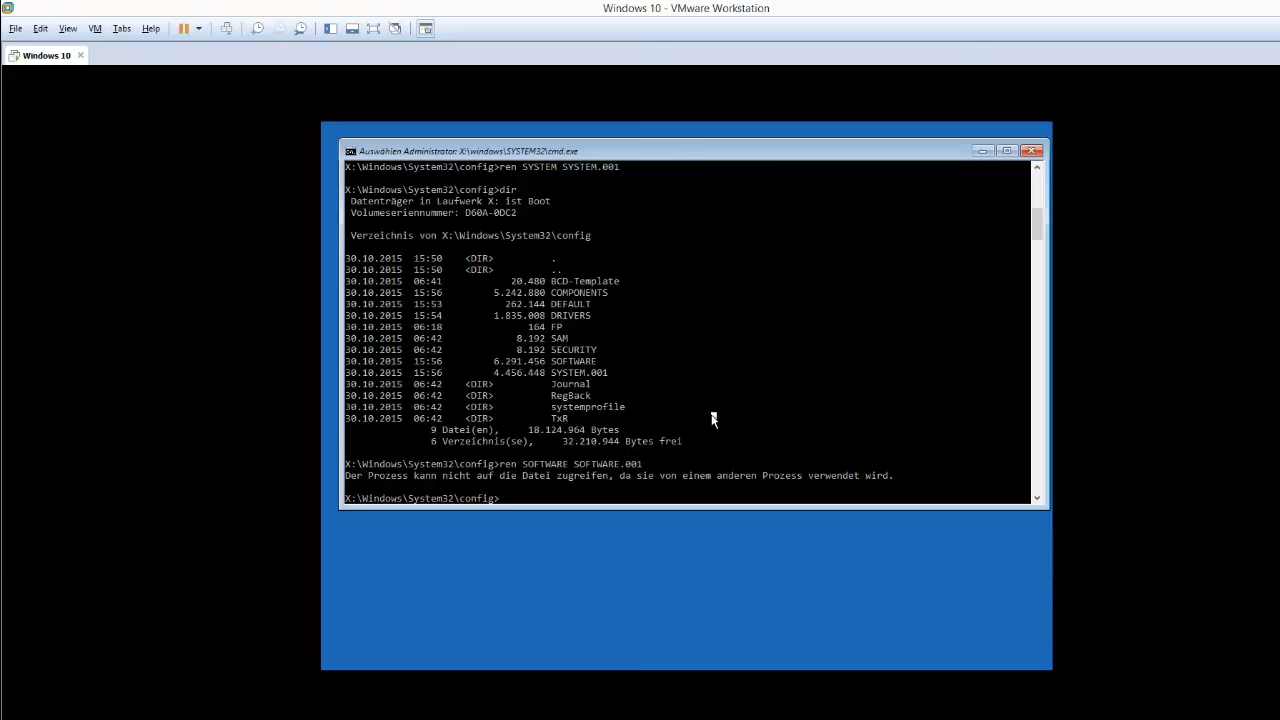 Windows 10 - VMware Workstation
File Edit View VM Tabs Help
Windows 10
Auswählen Administrator: X:\windows\SYSTEM32\cmd.exe
X:\Windows\System32\config>ren SYSTEM SYSTEM.001
X:\Windows\System32\config>dir
Datenträger in Laufwerk X: ist Boot
Volumeseriennummer: D60A-0DC2
Verzeichnis von X:\Windows\System32\config
30.10.2015 15:50 <DIR> .
30.10.2015 15:50 <DIR> ..
30.10.2015 06:41 20.480 BCD-Template
30.10.2015 15:56 5.242.880 COMPONENTS
30.10.2015 15:53 262.144 DEFAULT
30.10.2015 15:54 1.835.008 DRIVERS
30.10.2015 06:18 164 FP
30.10.2015 06:42 8.192 SAM
30.10.2015 06:42 8.192 SECURITY
30.10.2015 15:56 6.291.456 SOFTWARE
30.10.2015 15:56 4.456.448 SYSTEM.001
30.10.2015 06:42 <DIR> Journal
30.10.2015 06:42 <DIR> RegBack
30.10.2015 06:42 <DIR> systemprofile
30.10.2015 06:42 <DIR> TxR
9 Datei(en), 18.124.964 Bytes
6 Verzeichnis(se), 32.210.944 Bytes frei
X:\Windows\System32\config>ren SOFTWARE SOFTWARE.001
Der Prozess kann nicht auf die Datei zugreifen, da sie von einem anderen Prozess verwendet wird.
X:\Windows\System32\config>